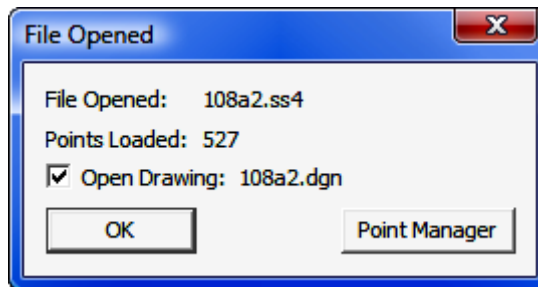 File Opened
File Opened: 108a2.ss4
Points Loaded: 527
Open Drawing: 108a2.dgn
OK Point Manager